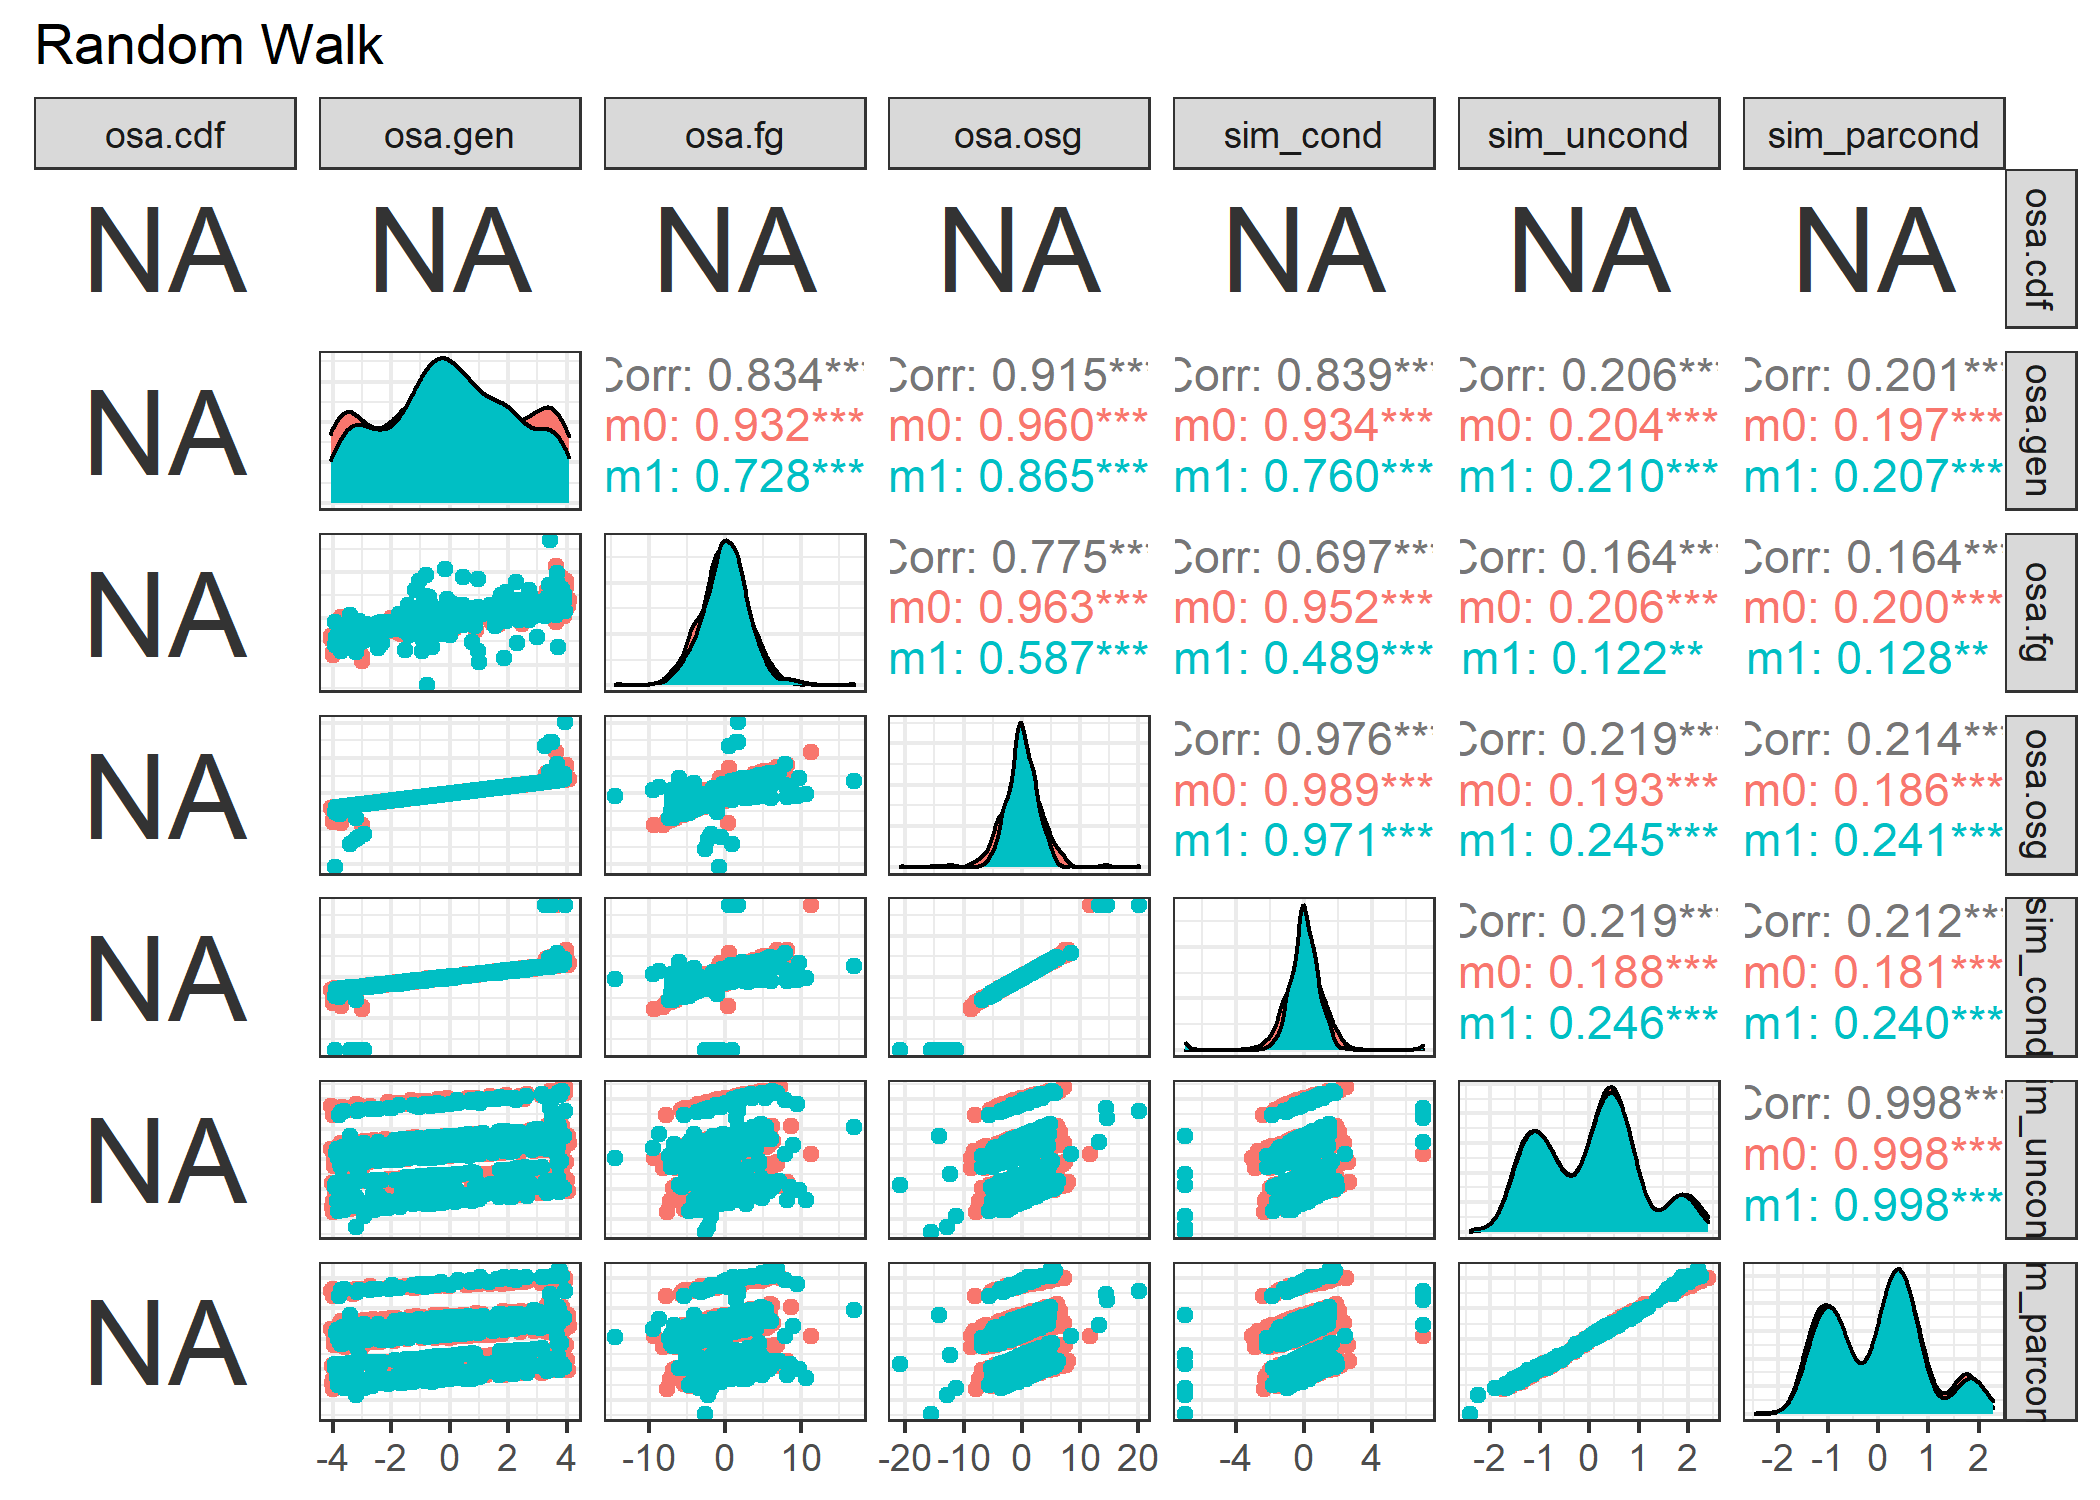 Random Walk
osa.cdf osa.gen osa.fg osa.osg sim_cond sim_uncond sim_parcond
NA NA NA NA NA NA NA osa.cdf
NA Corr: 0.834*** Corr: 0.915*** Corr: 0.839*** Corr: 0.206*** Corr: 0.201*** osa.gen
m0: 0.932*** m0: 0.960*** m0: 0.934*** m0: 0.204*** m0: 0.197***
m1: 0.728*** m1: 0.865*** m1: 0.760*** m1: 0.210*** m1: 0.207***
NA Corr: 0.775*** Corr: 0.697*** Corr: 0.164*** Corr: 0.164*** osa.fg
m0: 0.963*** m0: 0.952*** m0: 0.206*** m0: 0.200***
m1: 0.587*** m1: 0.489*** m1: 0.122** m1: 0.128**
NA Corr: 0.976*** Corr: 0.219*** Corr: 0.214*** osa.osg
m0: 0.989*** m0: 0.193*** m0: 0.186***
m1: 0.971*** m1: 0.245*** m1: 0.241***
NA Corr: 0.219*** Corr: 0.212*** sim_cond
m0: 0.188*** m0: 0.181***
m1: 0.246*** m1: 0.240***
NA Corr: 0.998*** im_uncon
m0: 0.998***
m1: 0.998***
NA m_parcor
-4 -2 0 2 4 -10 0 10 -20 -10 0 10 20 -4 0 4 -2 -1 0 1 2 -2 -1 0 1 2